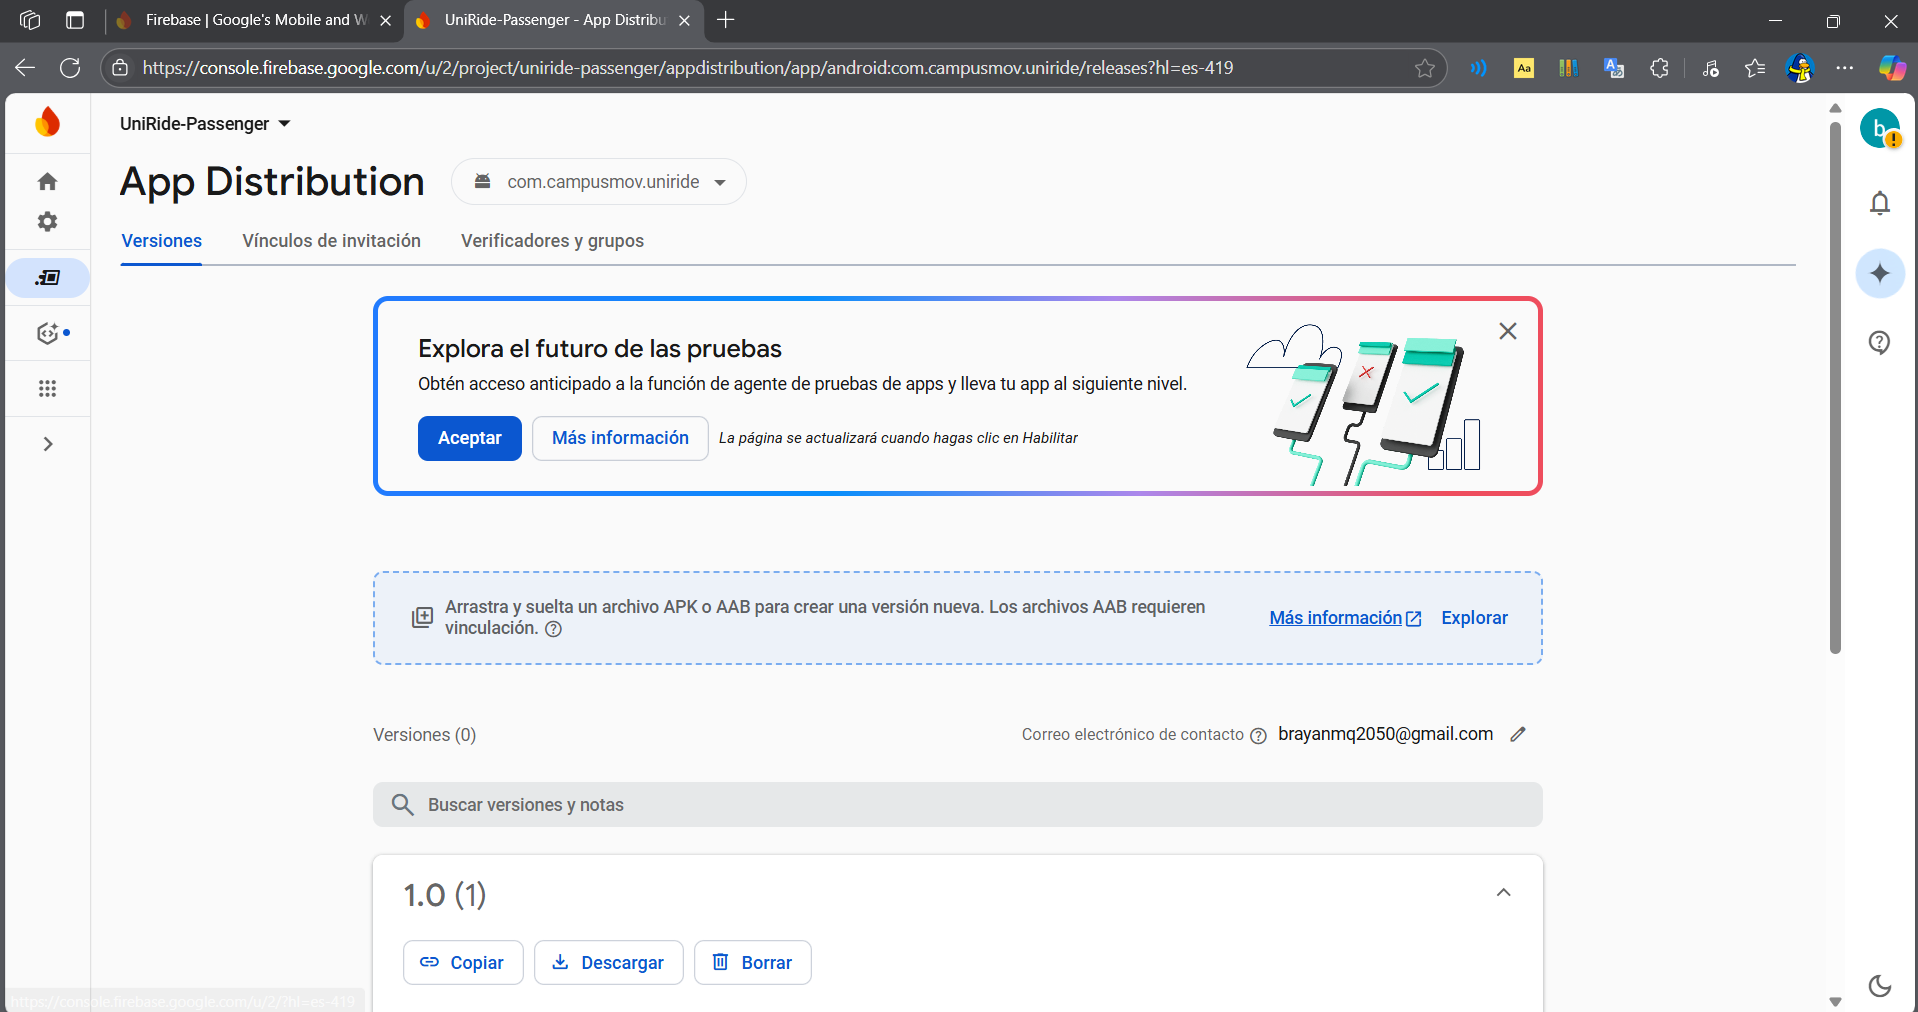 Firebase | Google's Mobile and W
UniRide-Passenger - App Distribu
https://console.firebase.google.com/u/2/project/uniride-passenger/appdistribution/app/android:com.campusmov.uniride/releases?hl=es-419
Aa
UniRide-Passenger
b
App Distribution
com.campusmov.uniride
Versiones
Vínculos de invitación
Verificadores y grupos
Explora el futuro de las pruebas
Obtén acceso anticipado a la función de agente de pruebas de apps y lleva tu app al siguiente nivel.
Aceptar
Más información
La página se actualizará cuando hagas clic en Habilitar
Arrastra y suelta un archivo APK o AAB para crear una versión nueva. Los archivos AAB requieren
vinculación.
Más información
Explorar
Versiones (0)
Correo electrónico de contacto
brayanmq2050@gmail.com
Buscar versiones y notas
1.0 (1)
Copiar
Descargar
Borrar
https://console.firebase.google.com/u/2/?hl=es-419